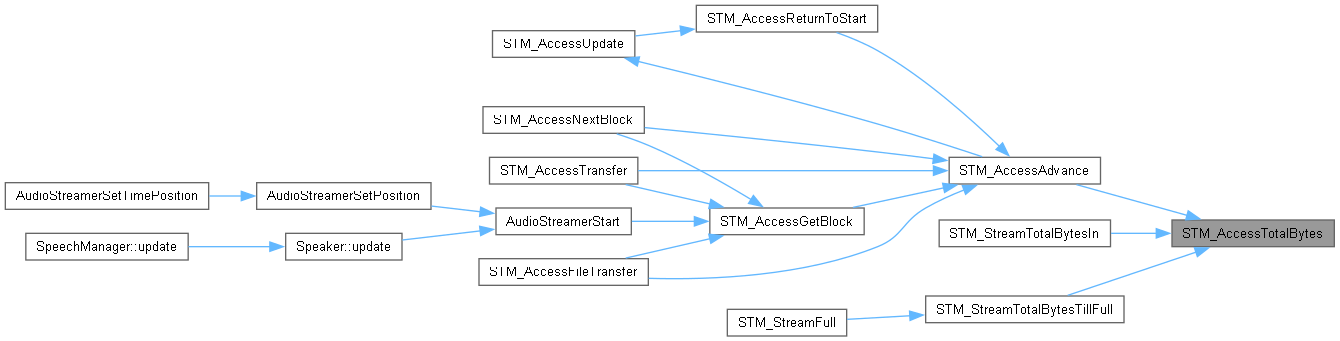 STM_AccessReturnToStart
STM_AccessUpdate
STM_AccessNextBlock
STM_AccessTransfer
STM_AccessAdvance
AudioStreamerSetTimePosition
AudioStreamerSetPosition
AudioStreamerStart
STM_AccessGetBlock
STM_StreamTotalBytesIn
STM_AccessTotalBytes
SpeechManager::update
Speaker::update
STM_AccessFileTransfer
STM_StreamTotalBytesTillFull
STM_StreamFull